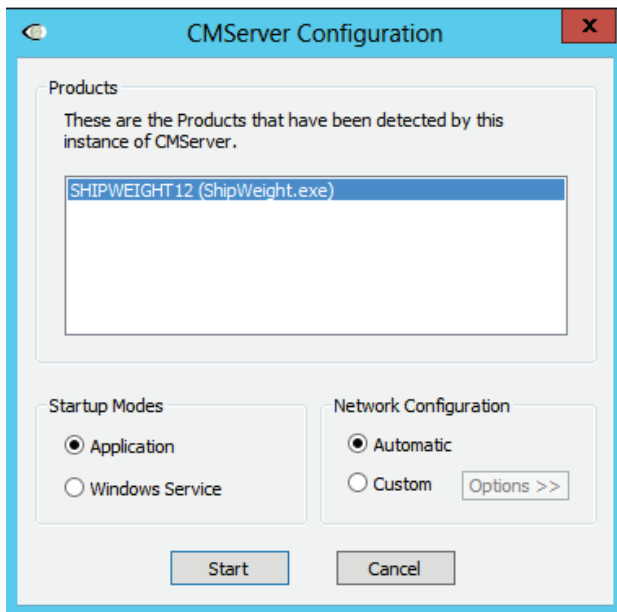 CMServer Configuration
x
Products
These are the Products that have been detected by this
instance of CMServer.
SHIPWEIGHT12 (ShipWeight.exe)
Startup Modes
Application
Windows Service
Network Configuration
Automatic
Custom
Options >>
Start
Cancel